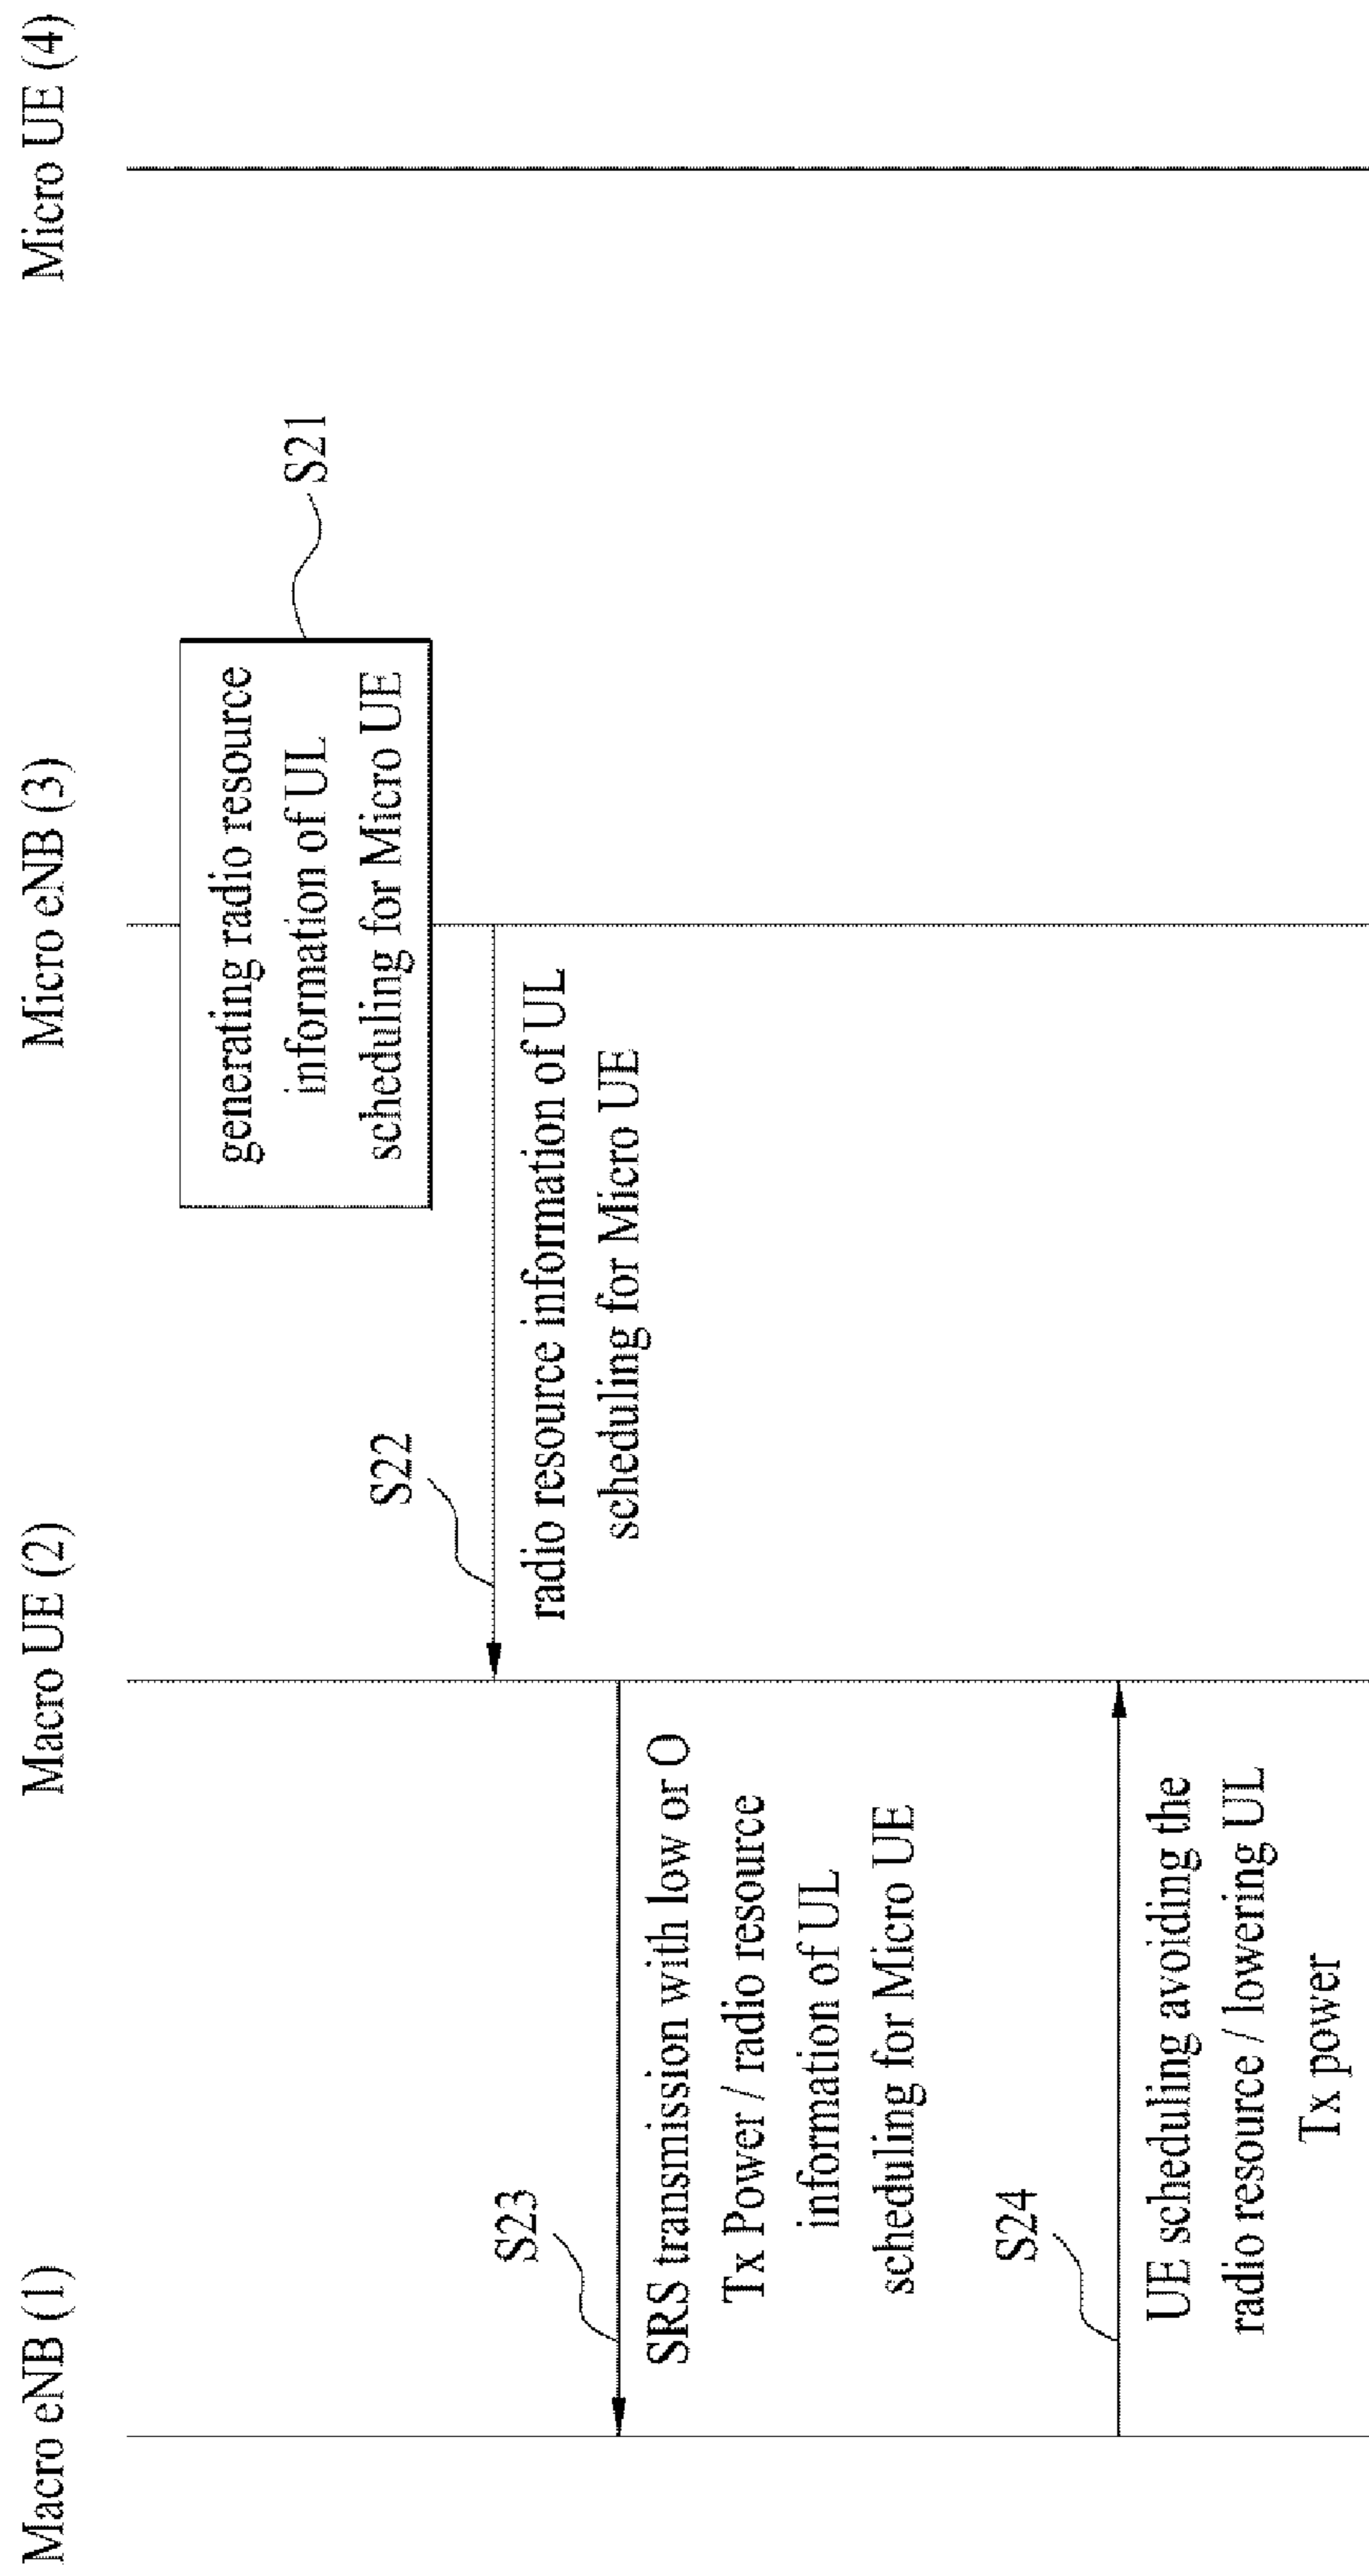 Macro eNB (1)
Macro UE (2)
Micro eNB (3)
Micro UE (4)
generating radio resource
information of UL
scheduling for Micro UE
S21
S22
radio resource information of UL
scheduling for Micro UE
S23
SRS transmission with low or O
Tx Power / radio resource
information of UL
scheduling for Micro UE
S24
UE scheduling avoiding the
radio resource / lowering UL
Tx power